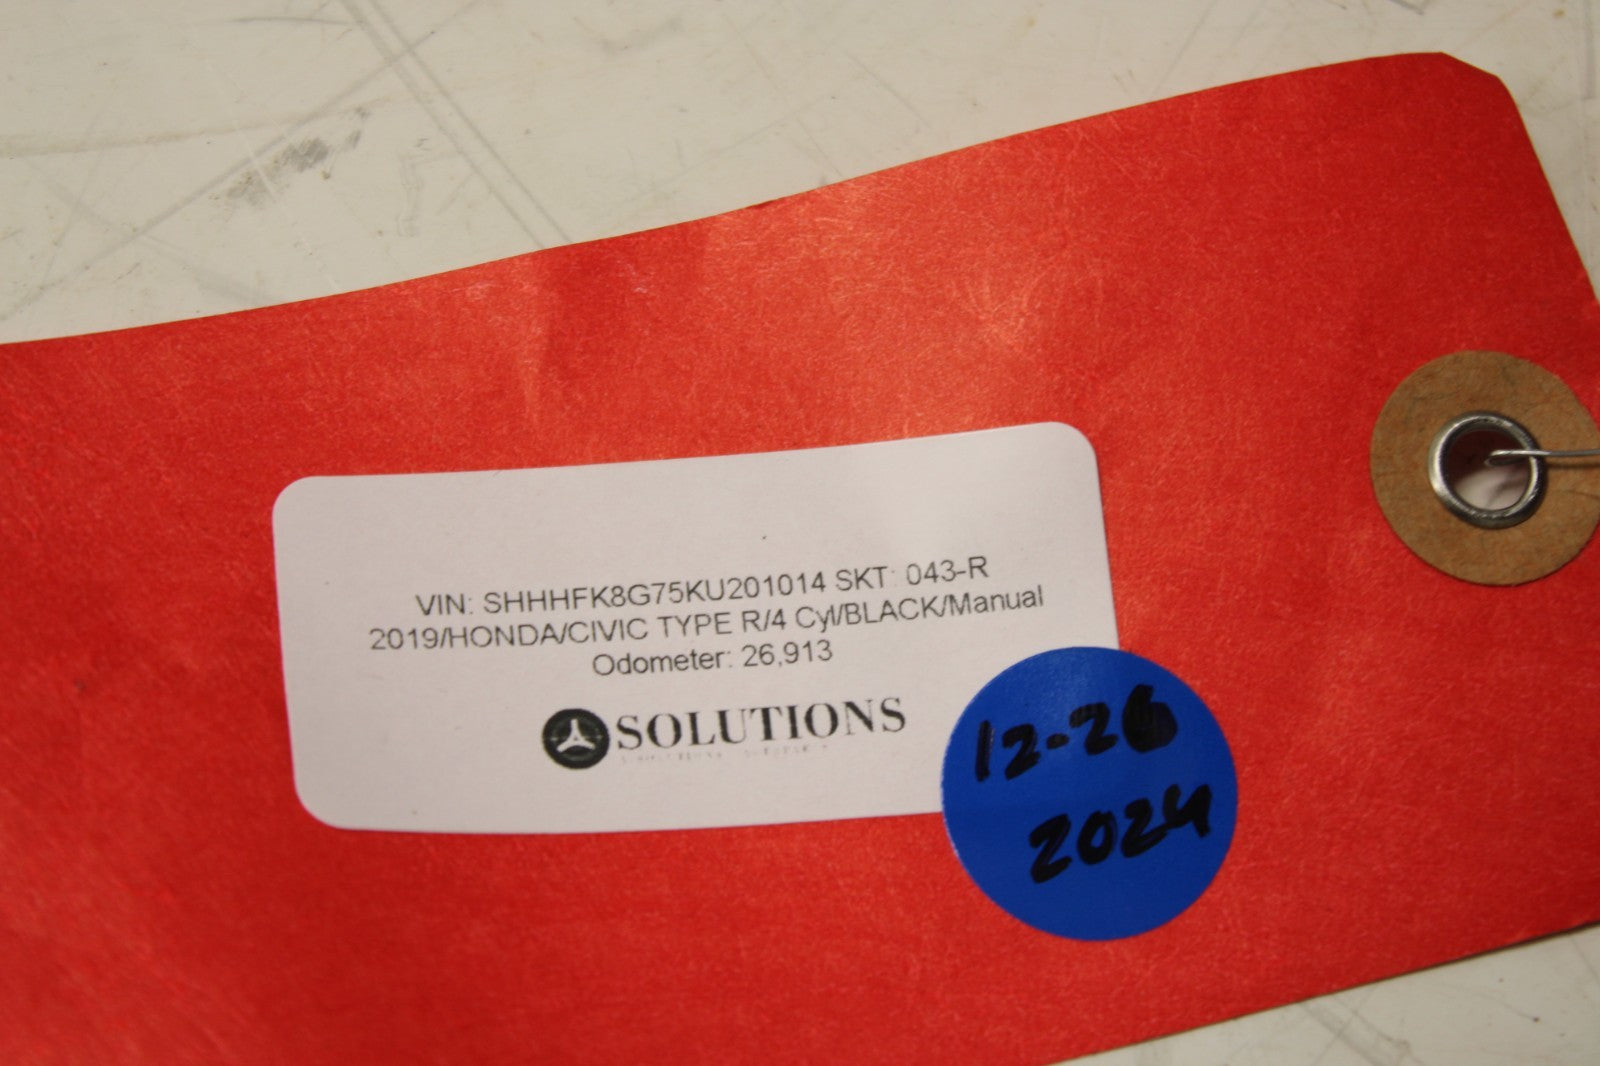 VIN: SHHHFK8G75KU201014 SKT: 043-R
2019/HONDA/CIVIC TYPE R/4 Cyl/BLACK/Manual
Odometer: 26,913
SOLUTIONS
12-26
2024